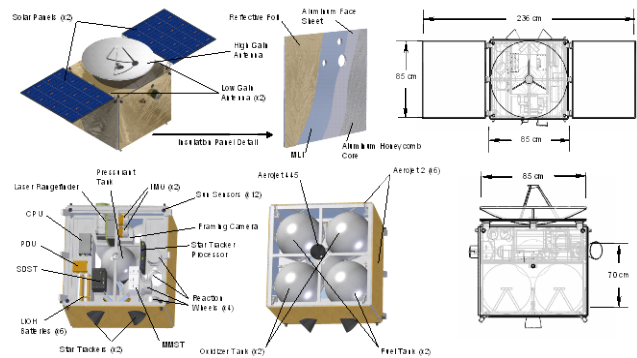 Solar Panels (x2)
Reflective Foil
Aluminum Face
Sheet
236 cm
High Gain
Antenna
85 cm
Low Gain
Antenna (x2)
Insulation Panel Detail
MLI
Aluminum Honeycomb
Core
85 cm
Pressurant
Tank
Laser Rangefinder
IMU (x2)
Sun Sensors (x12)
Aerojet 445
Aerojet 2 (x6)
85 cm
CPU
Framing Camera
PDU
Star Tracker
Processor
SDST
70 cm
Reaction
Wheels (x4)
LiOH
Batteries (x6)
Star Trackers (x2)
MMST
Oxidizer Tank (x2)
Fuel Tank (x2)